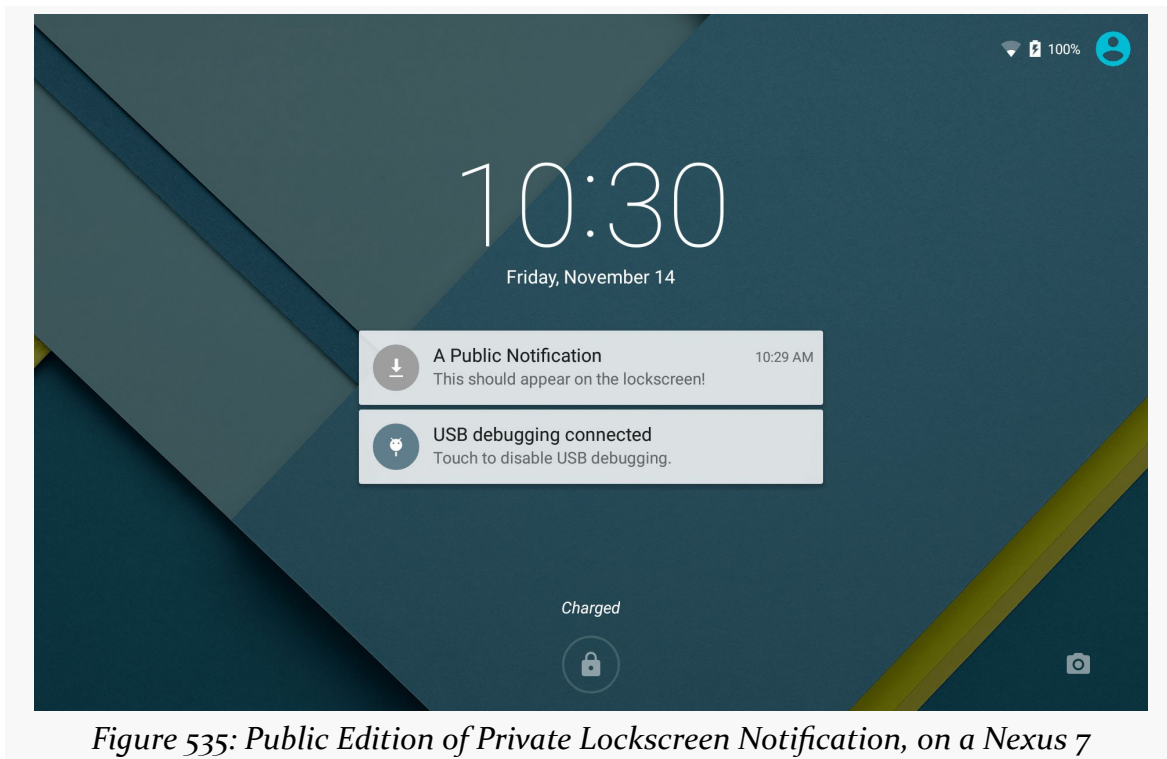 100%
10:30
Friday, November 14
A Public Notification 10:29 AM
This should appear on the lockscreen!
USB debugging connected
Touch to disable USB debugging.
Charged
Figure 535: Public Edition of Private Lockscreen Notification, on a Nexus 7